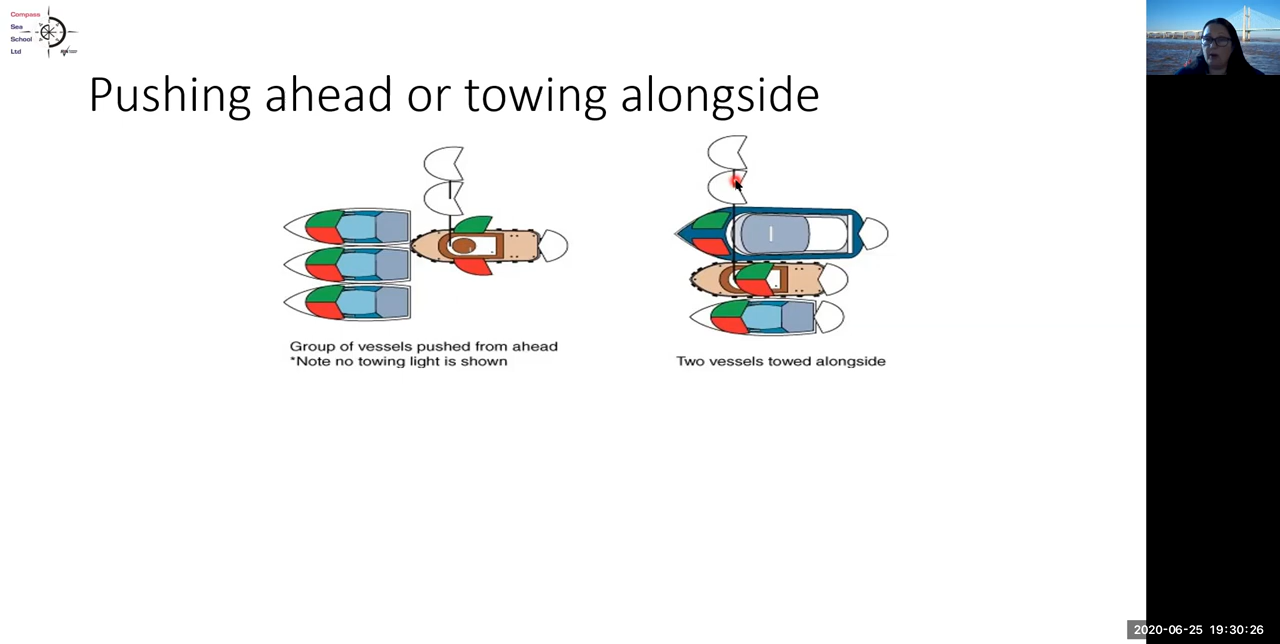 Compass
Sea
School
Ltd
Pushing ahead or towing alongside
Group of vessels pushed from ahead
*Note no towing light is shown
Two vessels towed alongside
2020-06-25 19:30:26